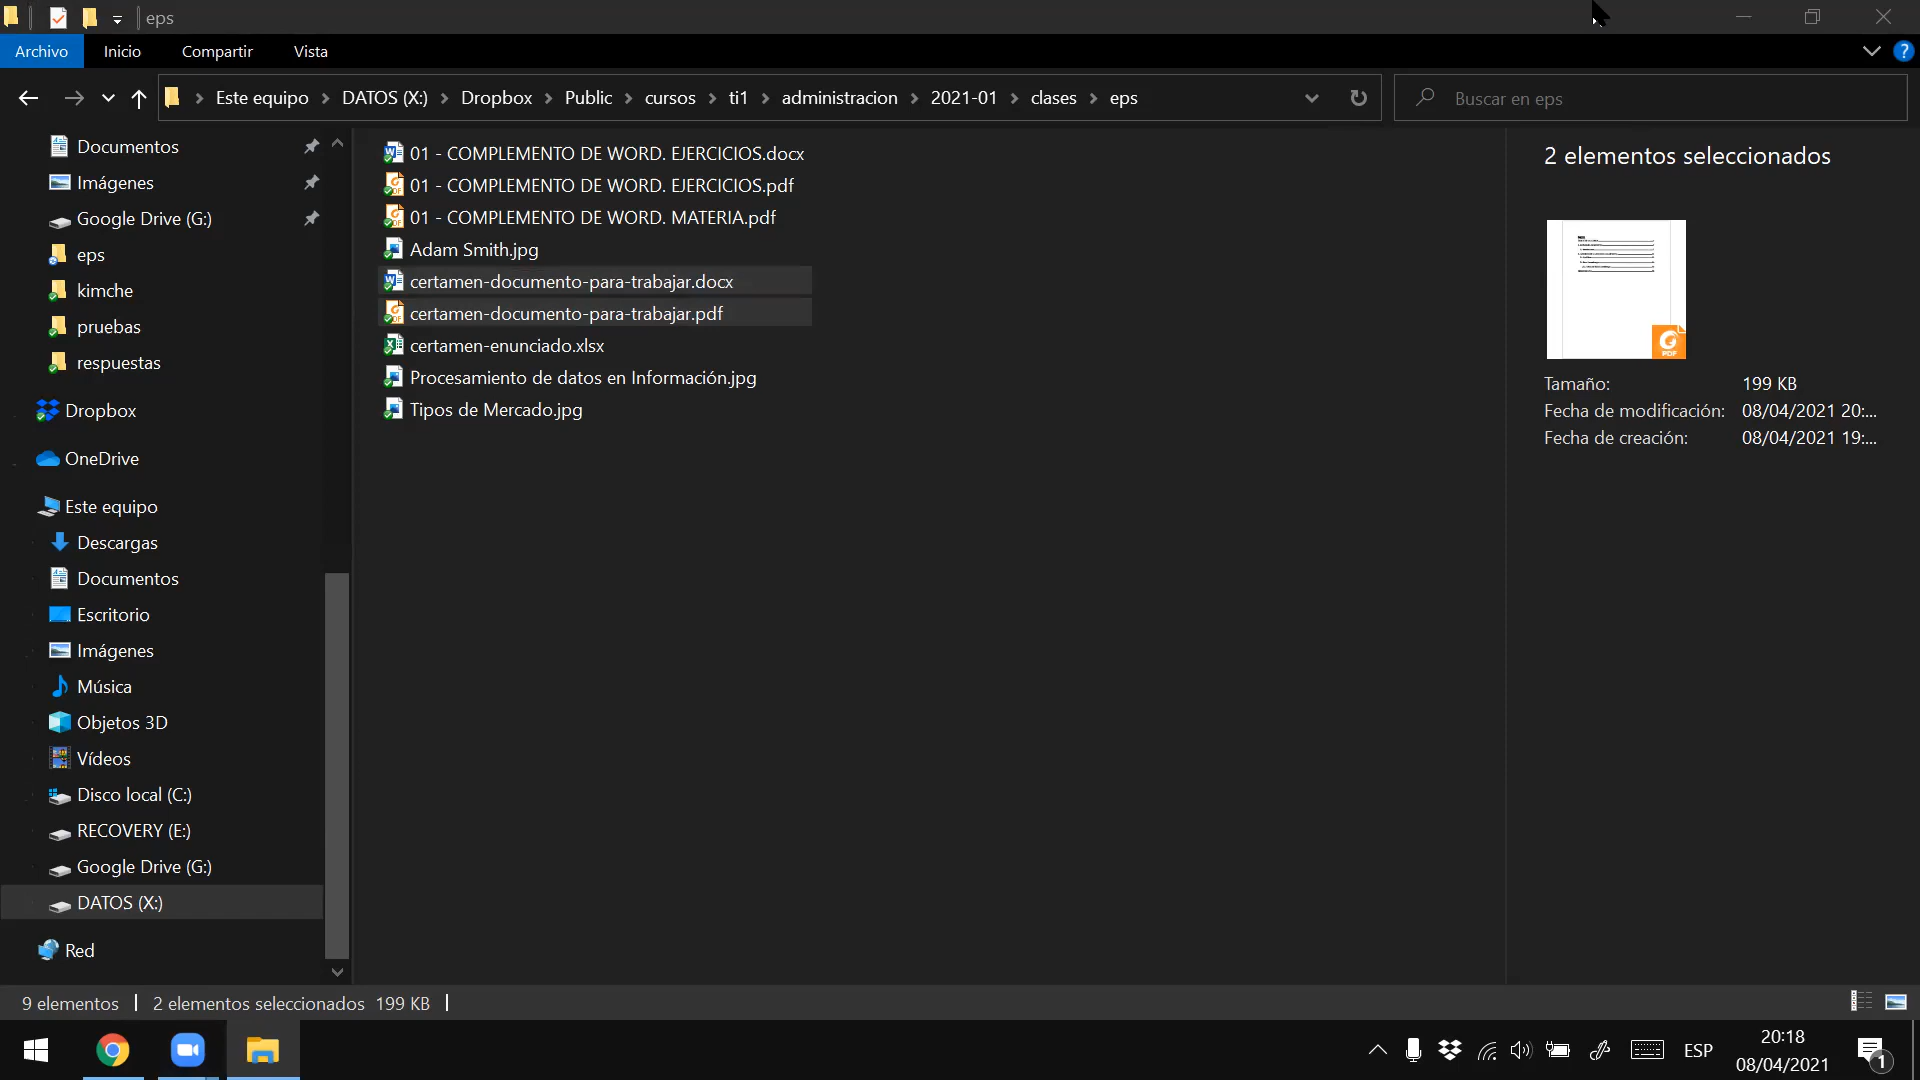 eps
Archivo Inicio Compartir Vista
Este equipo DATOS (X:) Dropbox Public cursos ti1 administracion 2021-01 clases eps
Buscar en eps
Documentos
Imágenes
Google Drive (G:)
eps
kimche
pruebas
respuestas
Dropbox
OneDrive
Este equipo
Descargas
Documentos
Escritorio
Imágenes
Música
Objetos 3D
Vídeos
Disco local (C:)
RECOVERY (E:)
Google Drive (G:)
DATOS (X:)
Red
01 - COMPLEMENTO DE WORD. EJERCICIOS.docx
01 - COMPLEMENTO DE WORD. EJERCICIOS.pdf
01 - COMPLEMENTO DE WORD. MATERIA.pdf
Adam Smith.jpg
certamen-documento-para-trabajar.docx
certamen-documento-para-trabajar.pdf
certamen-enunciado.xlsx
Procesamiento de datos en Información.jpg
Tipos de Mercado.jpg
2 elementos seleccionados
PDF
Tamaño: 199 KB
Fecha de modificación: 08/04/2021 20:...
Fecha de creación: 08/04/2021 19:...
9 elementos 2 elementos seleccionados 199 KB
ESP
20:18
08/04/2021
1